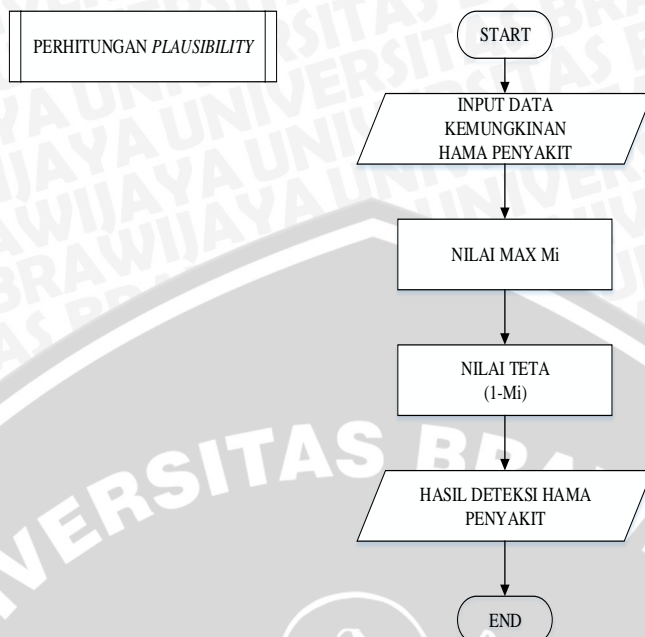 PERHITUNGAN PLAUSIBILITY
START
INPUT DATA
KEMUNGKINAN
HAMA PENYAKIT
NILAI MAX Mi
NILAI TETA
(1-Mi)
HASIL DETEKSI HAMA
PENYAKIT
END